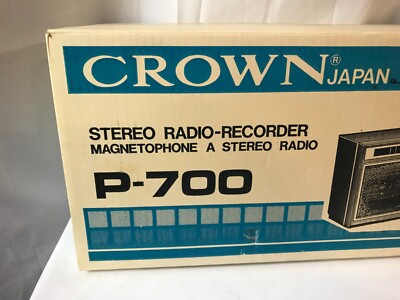 CROWN® JAPAN
STEREO RADIO-RECORDER
MAGNETOPHONE A STEREO RADIO
P-700